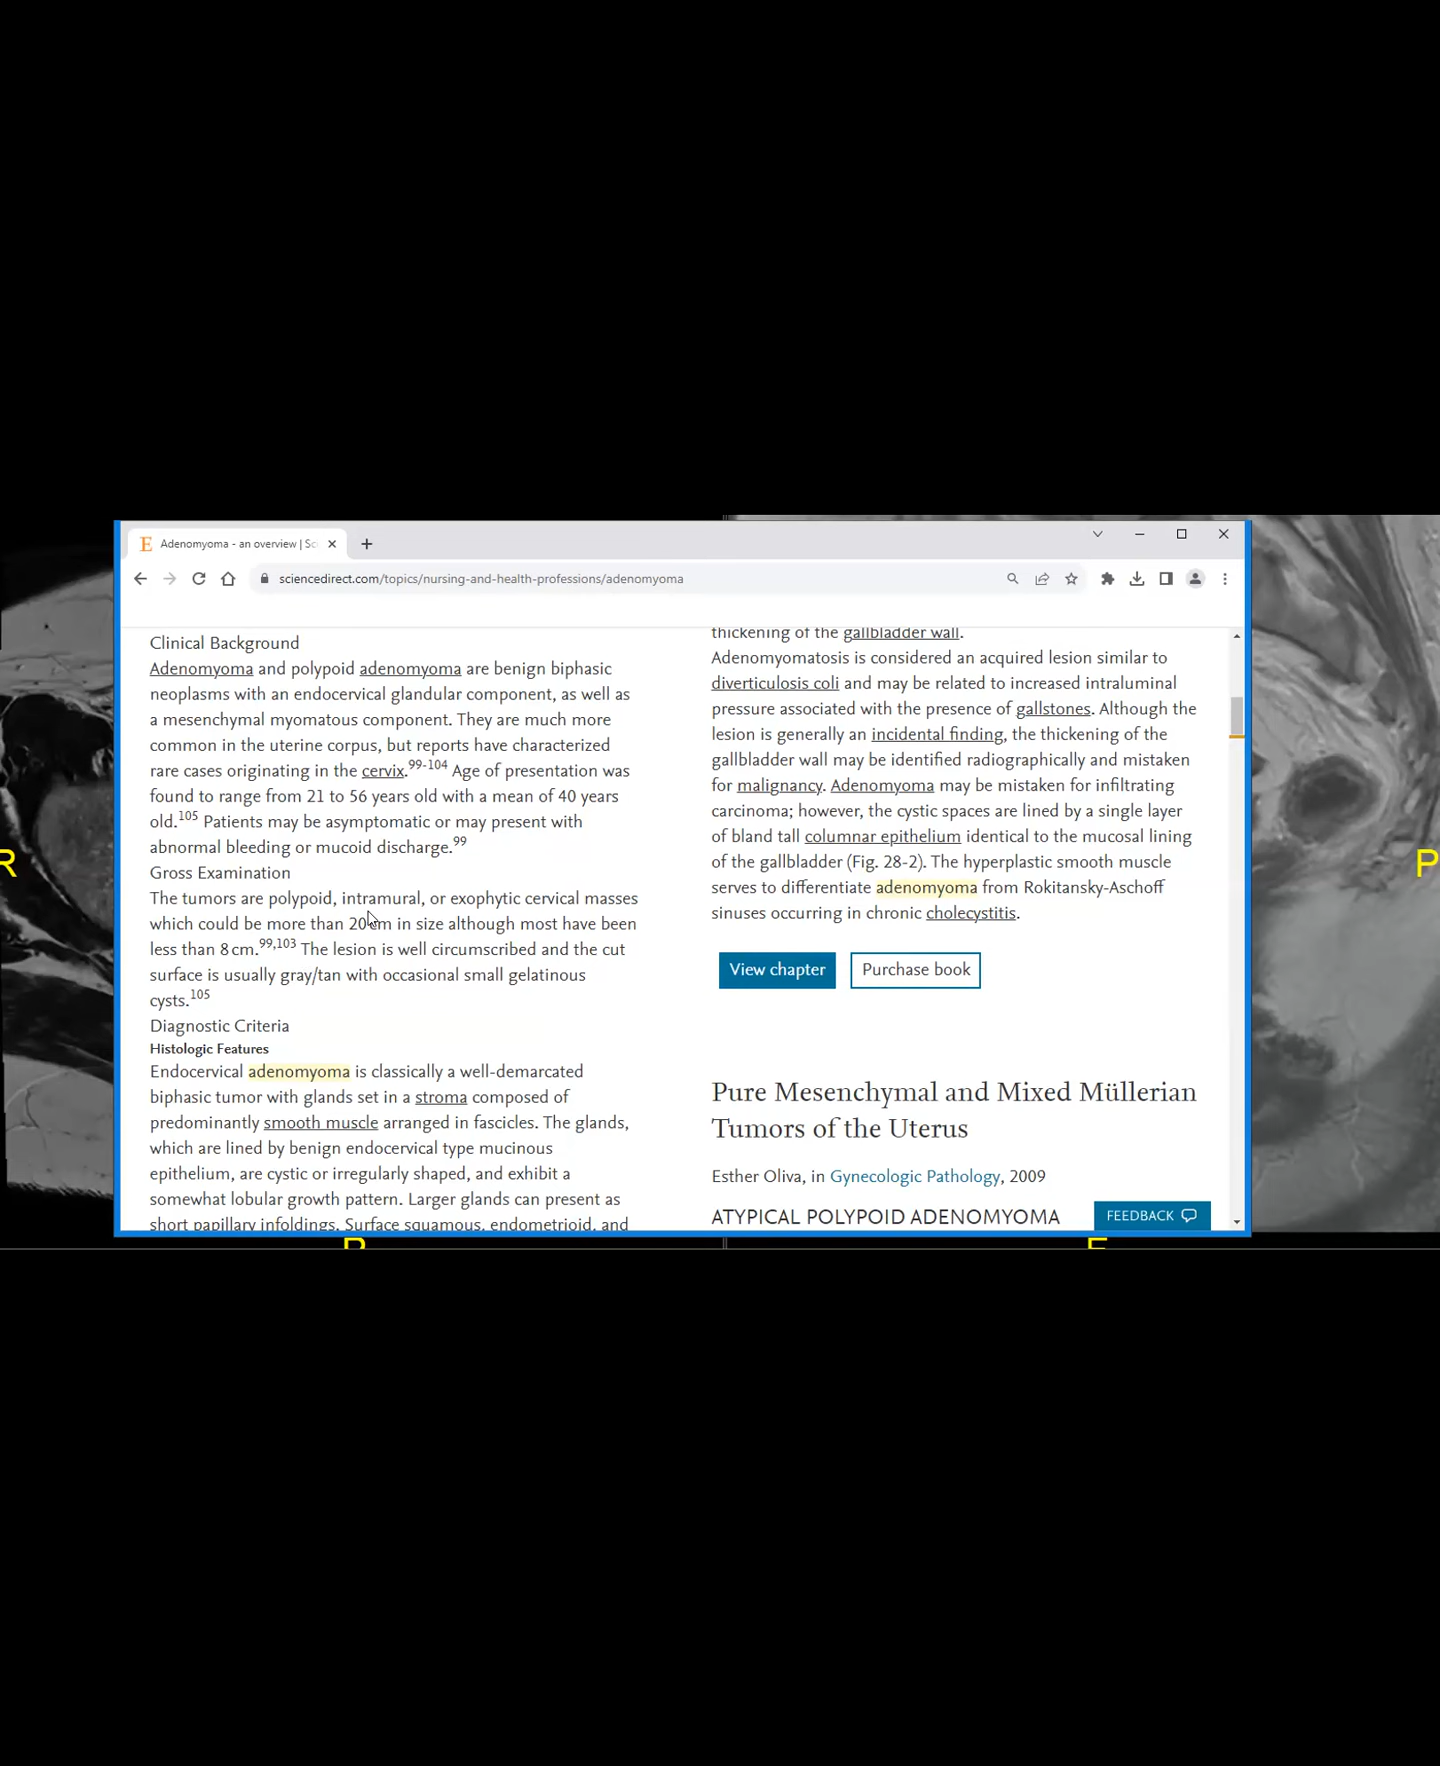 Adenomyoma - an overview | Sc
sciencedirect.com/topics/nursing-and-health-professions/adenomyoma
Clinical Background
Adenomyoma and polypoid adenomyoma are benign biphasic
neoplasms with an endocervical glandular component, as well as
a mesenchymal myomatous component. They are much more
common in the uterine corpus, but reports have characterized
rare cases originating in the cervix.99-104 Age of presentation was
found to range from 21 to 56 years old with a mean of 40 years
old.105 Patients may be asymptomatic or may present with
abnormal bleeding or mucoid discharge.99
Gross Examination
The tumors are polypoid, intramural, or exophytic cervical masses
which could be more than 20 cm in size although most have been
less than 8 cm.99,103 The lesion is well circumscribed and the cut
surface is usually gray/tan with occasional small gelatinous
cysts.105
Diagnostic Criteria
Histologic Features
Endocervical adenomyoma is classically a well-demarcated
biphasic tumor with glands set in a stroma composed of
predominantly smooth muscle arranged in fascicles. The glands,
which are lined by benign endocervical type mucinous
epithelium, are cystic or irregularly shaped, and exhibit a
somewhat lobular growth pattern. Larger glands can present as
short papillary infoldings. Surface squamous, endometrioid, and
thickening of the gallbladder wall.
Adenomyomatosis is considered an acquired lesion similar to
diverticulosis coli and may be related to increased intraluminal
pressure associated with the presence of gallstones. Although the
lesion is generally an incidental finding, the thickening of the
gallbladder wall may be identified radiographically and mistaken
for malignancy. Adenomyoma may be mistaken for infiltrating
carcinoma; however, the cystic spaces are lined by a single layer
of bland tall columnar epithelium identical to the mucosal lining
of the gallbladder (Fig. 28-2). The hyperplastic smooth muscle
serves to differentiate adenomyoma from Rokitansky-Aschoff
sinuses occurring in chronic cholecystitis.
View chapter
Purchase book
Pure Mesenchymal and Mixed Müllerian
Tumors of the Uterus
Esther Oliva, in Gynecologic Pathology, 2009
ATYPICAL POLYPOID ADENOMYOMA
FEEDBACK
R
P